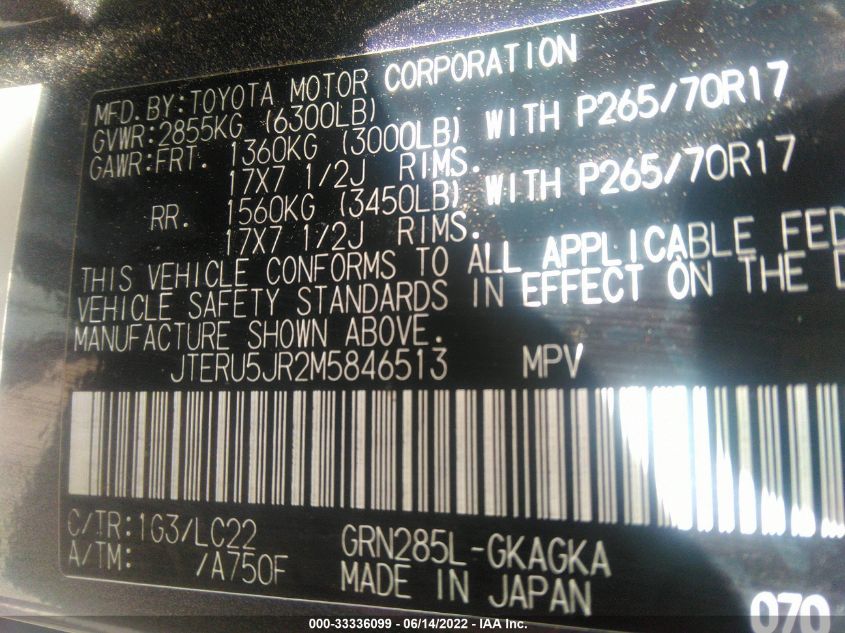 MFD.BY:TOYOTA MOTOR CORPORATION
GVWR:2855KG (6300LB)
GAWR:FRT. 1360KG (3000LB) WITH P265/70R17
17X7 1/2J RIMS.
RR. 1560KG (3450LB) WITH P265/70R17
17X7 1/2J RIMS.
THIS VEHICLE CONFORMS TO ALL APPLICABLE FED
VEHICLE SAFETY STANDARDS IN EFFECT ON THE D
MANUFACTURE SHOWN ABOVE.
JTERU5JR2M5846513 MPV
C/TR:1G3/LC22 GRN285L-GKAGKA
A/TM: /A750F MADE IN JAPAN
070
000-33336099 - 06/14/2022 - IAA Inc.